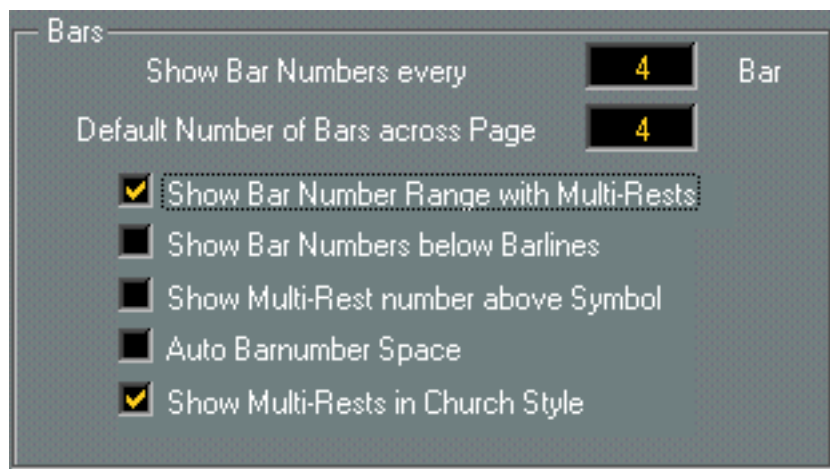 Bars
Show Bar Numbers every 4 Bar
Default Number of Bars across Page 4
Show Bar Number Range with Multi-Rests
Show Bar Numbers below Barlines
Show Multi-Rest number above Symbol
Auto Barnumber Space
Show Multi-Rests in Church Style